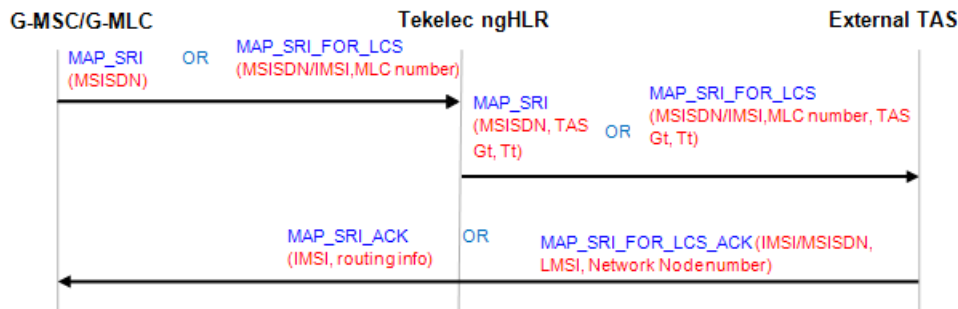 G-MSC/G-MLC Tekelec ngHLR External TAS
MAP_SRI OR MAP_SRI_FOR_LCS
(MSISDN) (MSISDN/IMSI,MLC number)
MAP_SRI MAP_SRI_FOR_LCS
(MSISDN, TAS OR (MSISDN/IMSI,MLC number, TAS
Gt, Tt) Gt, Tt)
MAP_SRI_ACK OR MAP_SRI_FOR_LCS_ACK (IMSI/MSISDN,
(IMSI, routing info) LMSI, Network Node number)